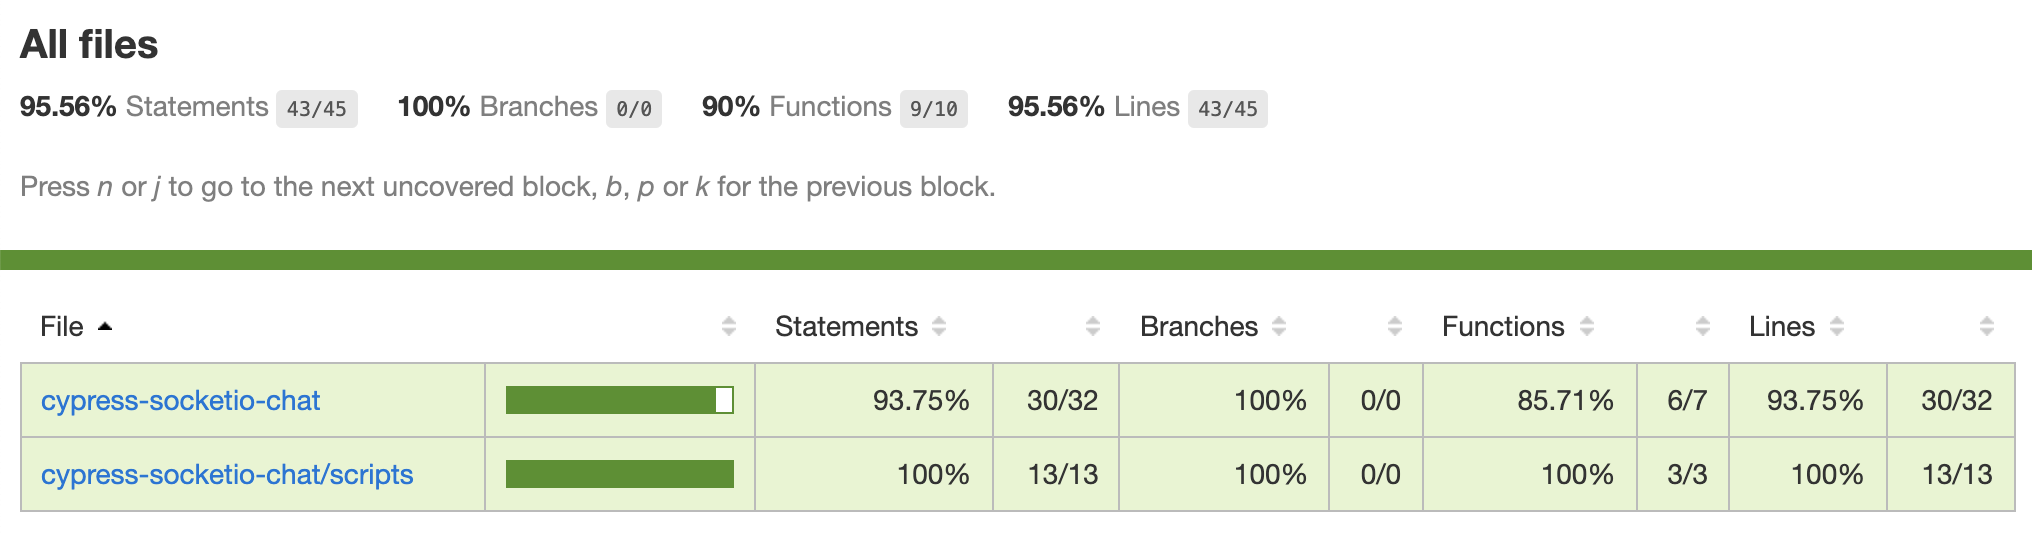 All files
95.56% Statements 43/45 100% Branches 0/0 90% Functions 9/10 95.56% Lines 43/45
Press n or j to go to the next uncovered block, b, p or k for the previous block.
File Statements Branches Functions Lines
cypress-socketio-chat 93.75% 30/32 100% 0/0 85.71% 6/7 93.75% 30/32
cypress-socketio-chat/scripts 100% 13/13 100% 0/0 100% 3/3 100% 13/13